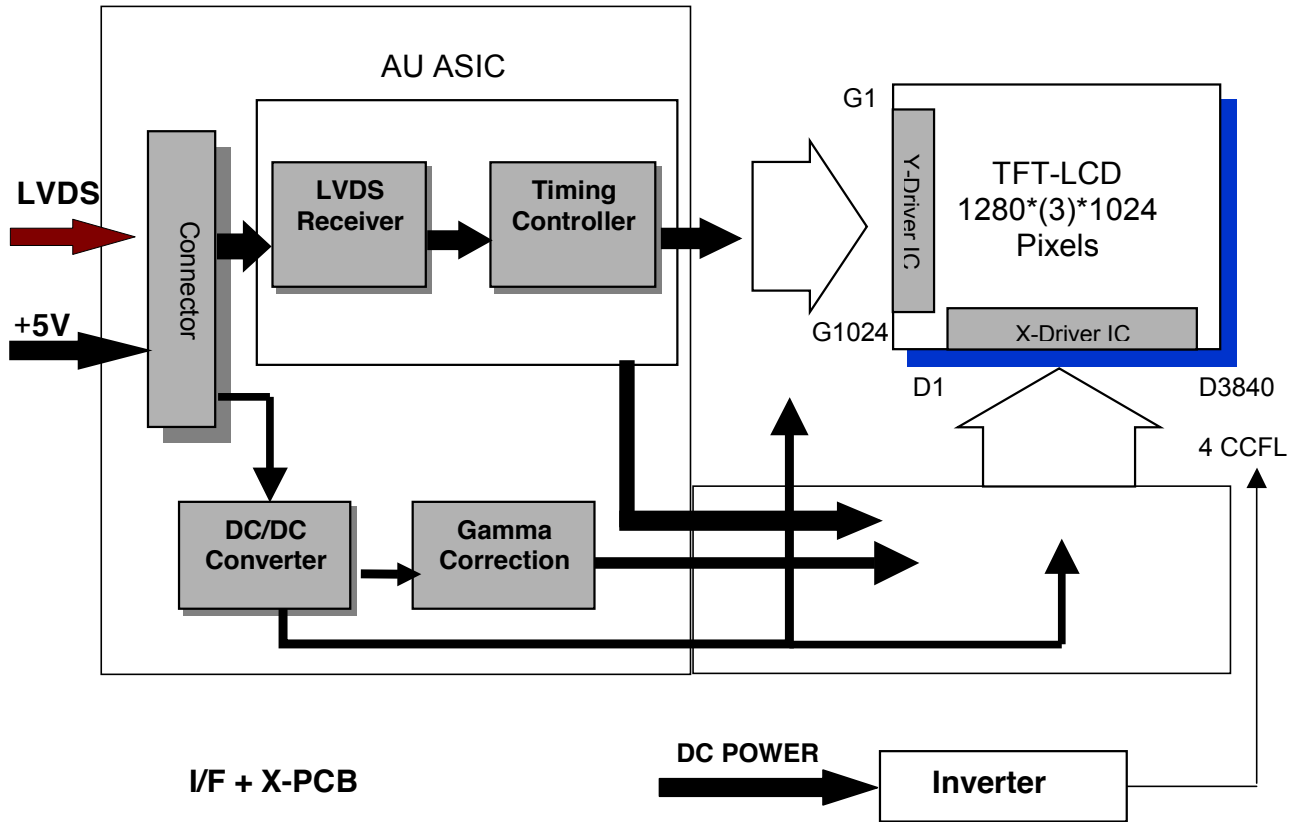 AU ASIC
LVDS
+5V
Connector
LVDS
Receiver
Timing
Controller
G1
G1024
Y-Driver IC
TFT-LCD
1280*(3)*1024
Pixels
X-Driver IC
D1
D3840
4 CCFL
DC/DC
Converter
Gamma
Correction
I/F + X-PCB
DC POWER
Inverter